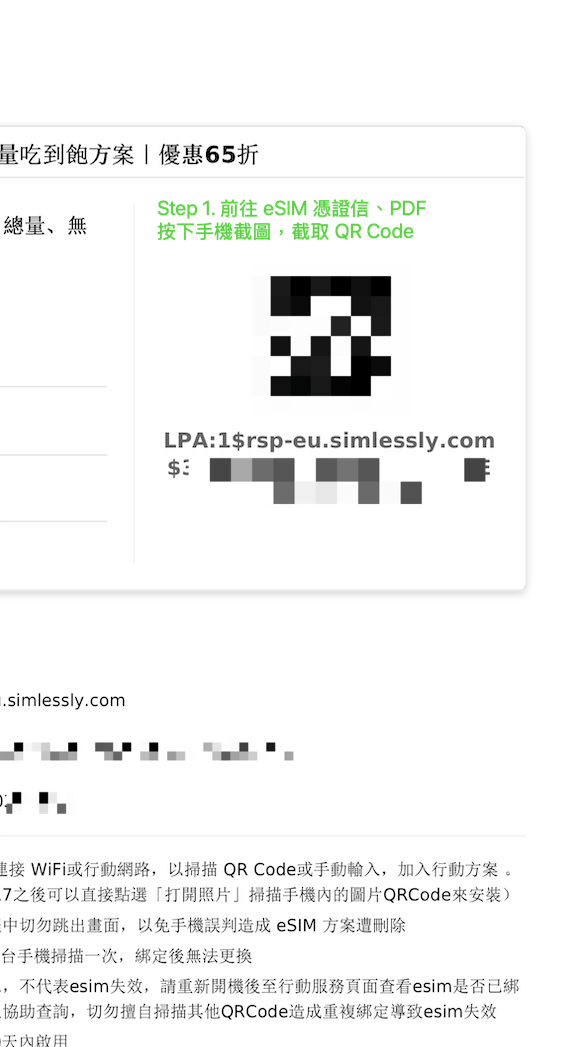 量吃到飽方案丨優惠65折
總量、無
Step 1. 前往 eSIM 憑證信、PDF
按下手機截圖，截取 QR Code
LPA:1$rsp-eu.simlessly.com
.simlessly.com
連接 WiFi或行動網路，以掃描 QR Code或手動輸入，加入行動方案 。
17之後可以直接點選「打開照片」掃描手機內的圖片QRCode來安裝）
中切勿跳出畫面，以免手機誤判造成 eSIM 方案遭刪除
台手機掃描一次，綁定後無法更換
，不代表esim失效，請重新開機後至行動服務頁面查看esim是否已綁
協助查詢，切勿擅自掃描其他QRCode造成重複綁定導致esim失效
天內啟用